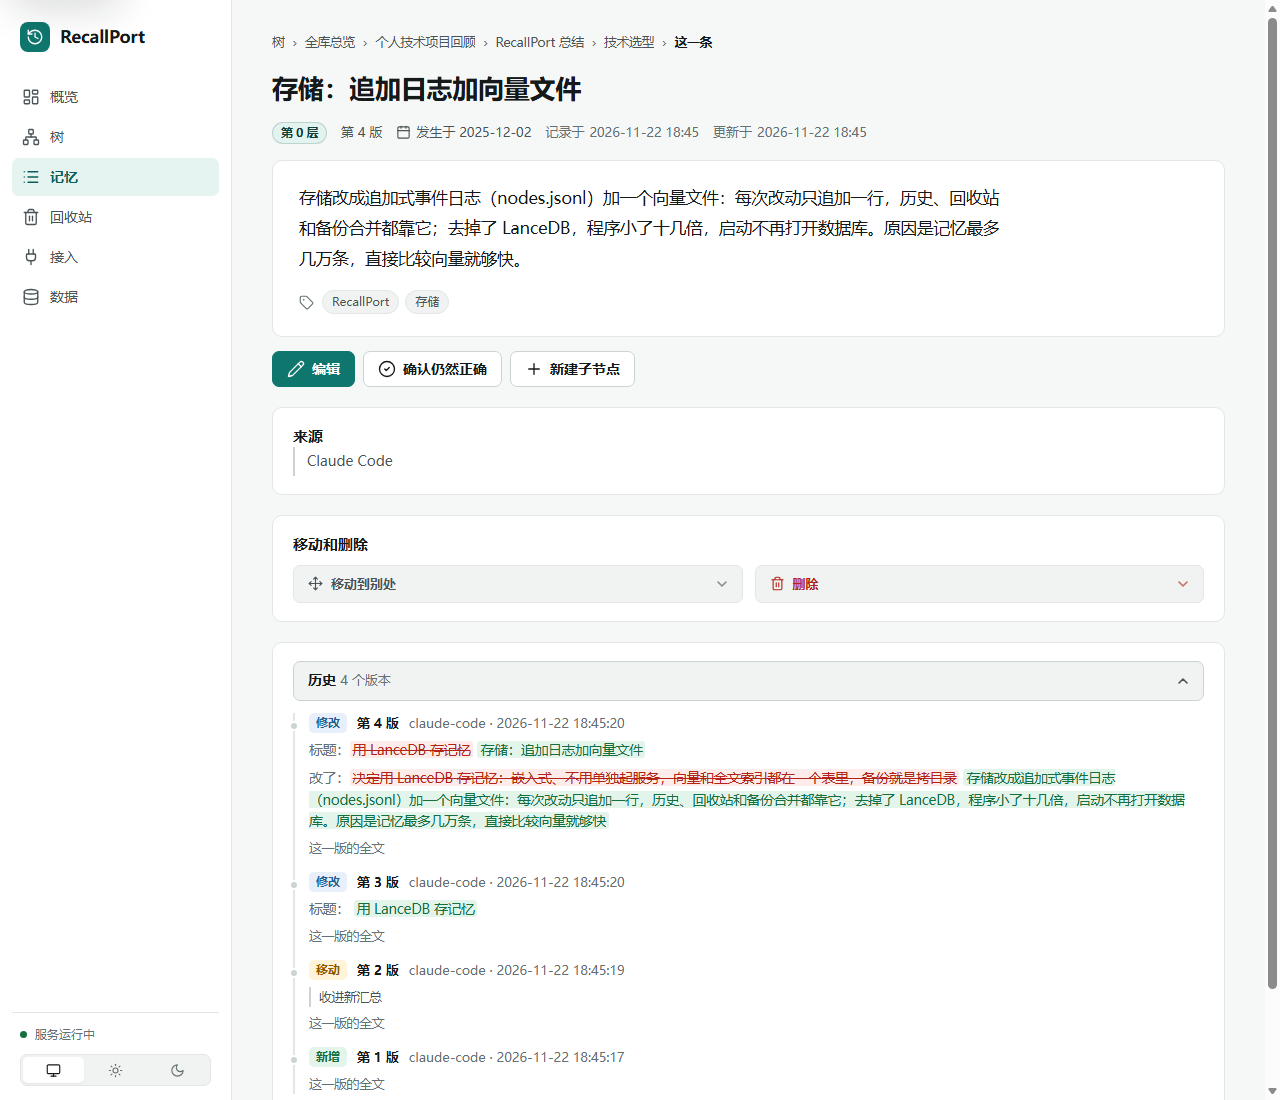 RecallPort
概览
树
记忆
回收站
接入
数据
服务运行中
树 › 全库总览 › 个人技术项目回顾 › RecallPort 总结 › 技术选型 › 这一条
存储：追加日志加向量文件
第 0 层 第 4 版 发生于 2025-12-02 记录于 2026-11-22 18:45 更新于 2026-11-22 18:45
存储改成追加式事件日志（nodes.jsonl）加一个向量文件：每次改动只追加一行，历史、回收站
和备份合并都靠它；去掉了 LanceDB，程序小了十几倍，启动不再打开数据库。原因是记忆最多
几万条，直接比较向量就够快。
RecallPort 存储
编辑 确认仍然正确 新建子节点
来源
Claude Code
移动和删除
移动到别处 删除
历史 4 个版本
修改 第 4 版 claude-code · 2026-11-22 18:45:20
标题： 用 LanceDB 存记忆 存储：追加日志加向量文件
改了： 决定用 LanceDB 存记忆：嵌入式、不用单独起服务，向量和全文索引都在一个表里，备份就是拷目录 存储改成追加式事件日志
（nodes.jsonl）加一个向量文件：每次改动只追加一行，历史、回收站和备份合并都靠它；去掉了 LanceDB，程序小了十几倍，启动不再打开数据
库。原因是记忆最多几万条，直接比较向量就够快
这一版的全文
修改 第 3 版 claude-code · 2026-11-22 18:45:20
标题： 用 LanceDB 存记忆
这一版的全文
移动 第 2 版 claude-code · 2026-11-22 18:45:19
收进新汇总
这一版的全文
新增 第 1 版 claude-code · 2026-11-22 18:45:17
这一版的全文